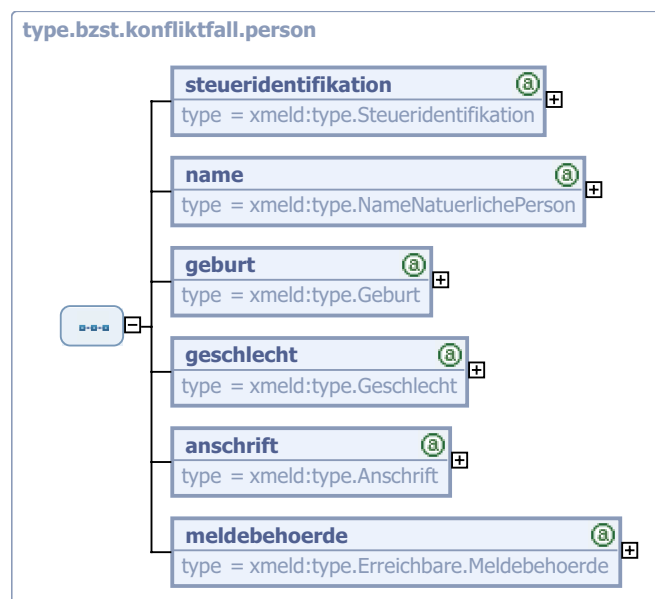 type.bzst.konfliktfall.person
steueridentifikation
type = xmeld:type.Steueridentifikation
name
type = xmeld:type.NameNatuerlichePerson
geburt
type = xmeld:type.Geburt
geschlecht
type = xmeld:type.Geschlecht
anschrift
type = xmeld:type.Anschrift
meldebehoerde
type = xmeld:type.Erreichbare.Meldebehoerde